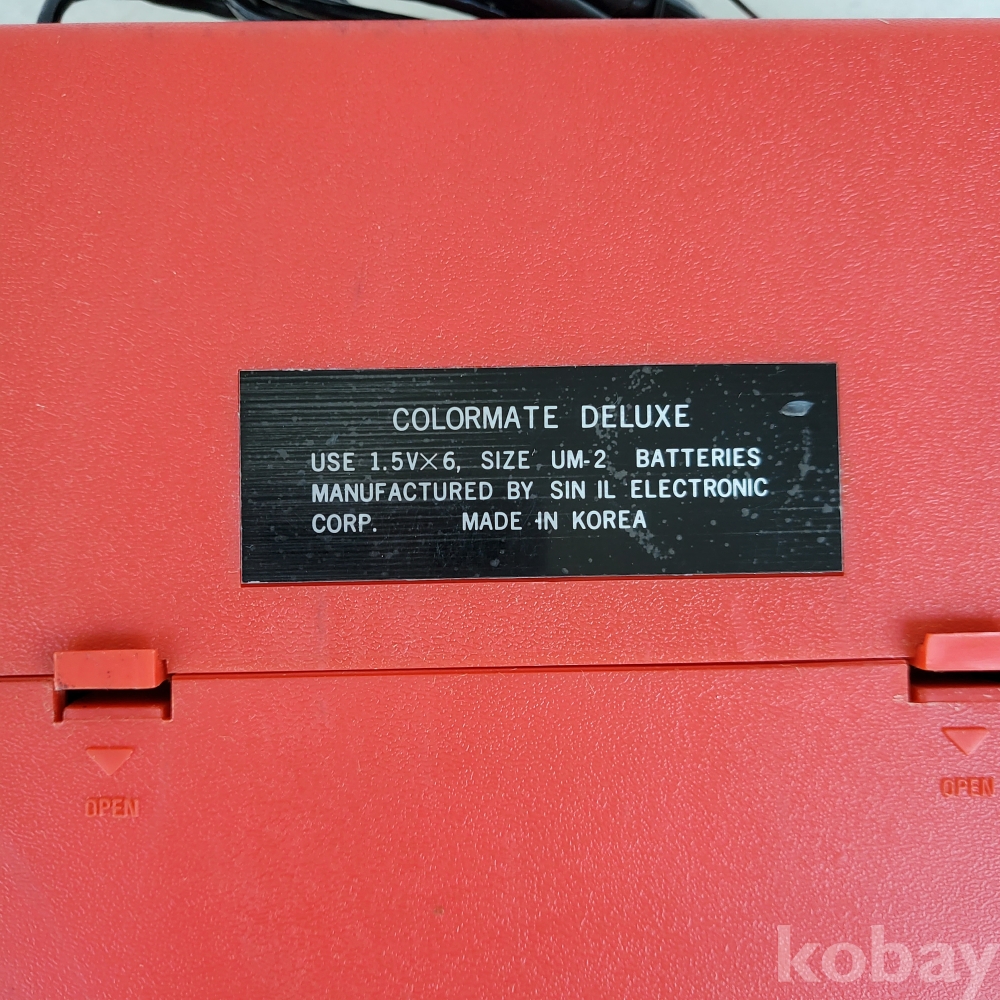 COLORMATE DELUXE
USE 1.5V×6, SIZE UM-2 BATTERIES
MANUFACTURED BY SIN IL ELECTRONIC
CORP. MADE IN KOREA
OPEN
OPEN
kobay